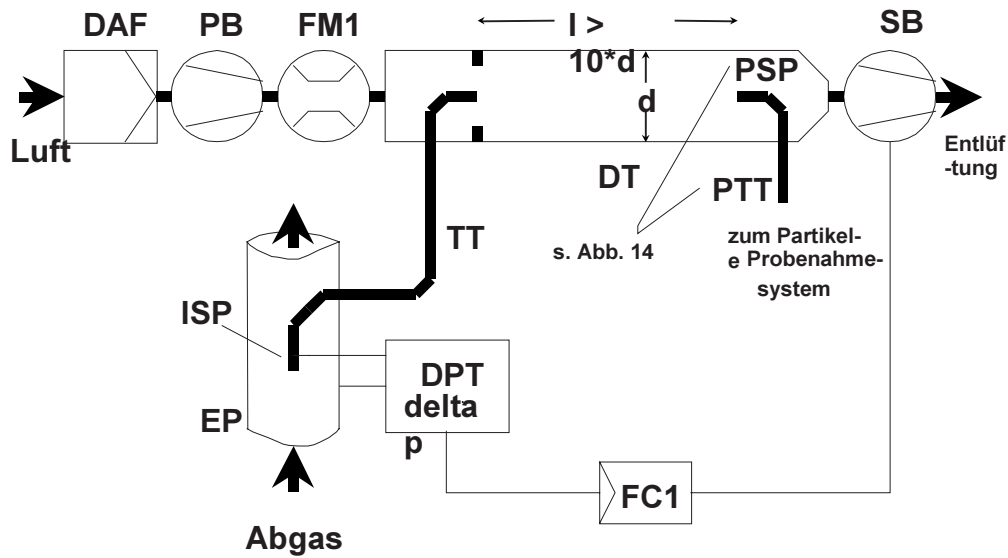 DAF
PB
FM1
l >
10*d
SB
d
PSP
Luft
Entlüf
-tung
DT
PTT
TT
s. Abb. 14
zum Partikel-
e Probenahme-
system
ISP
DPT
delta
p
EP
FC1
Abgas